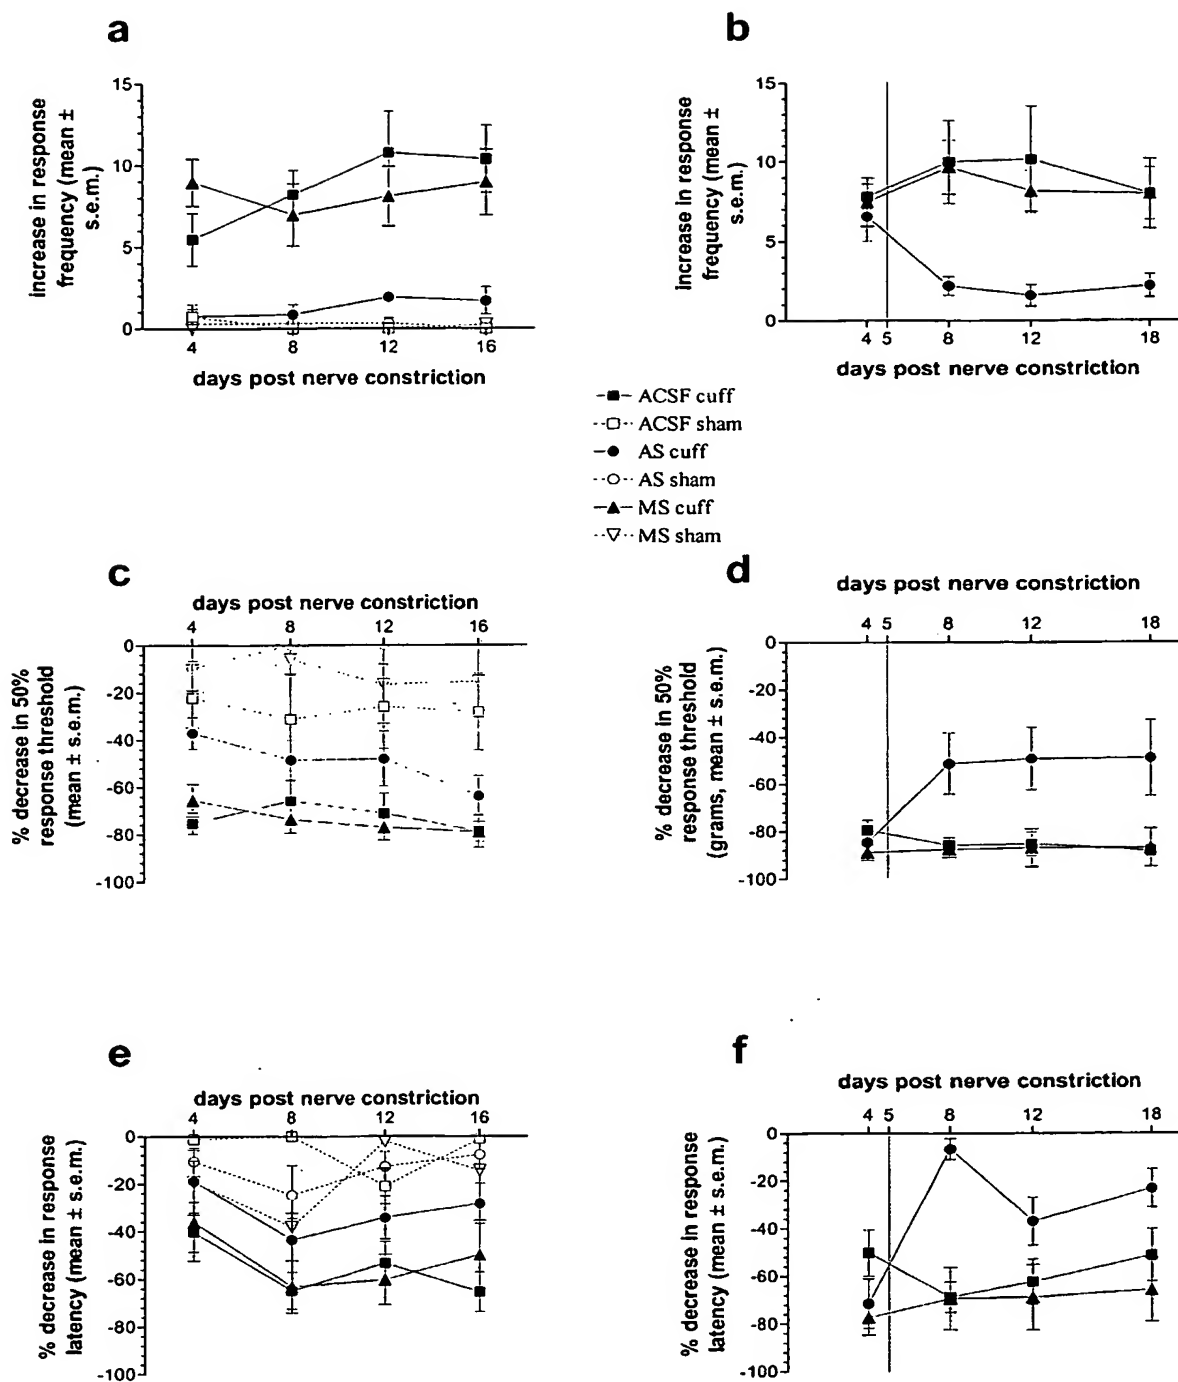 a
increase in response
frequency (mean ±
s.e.m.)
15
10
5
0
4
8
12
16
days post nerve constriction
b
increase in response
frequency (mean ±
s.e.m.)
15
10
5
0
4
5
8
12
18
days post nerve constriction
ACSF cuff
ACSF sham
AS cuff
AS sham
MS cuff
MS sham
c
days post nerve constriction
4
8
12
16
% decrease in 50%
response threshold
(mean ± s.e.m.)
0
-20
-40
-60
-80
-100
d
days post nerve constriction
4
5
8
12
18
% decrease in 50%
response threshold
(grams, mean ± s.e.m.)
0
-20
-40
-60
-80
-100
e
days post nerve constriction
4
8
12
16
% decrease in response
latency (mean ± s.e.m.)
0
-20
-40
-60
-80
-100
f
days post nerve constriction
4
5
8
12
18
% decrease in response
latency (mean ± s.e.m.)
0
-20
-40
-60
-80
-100